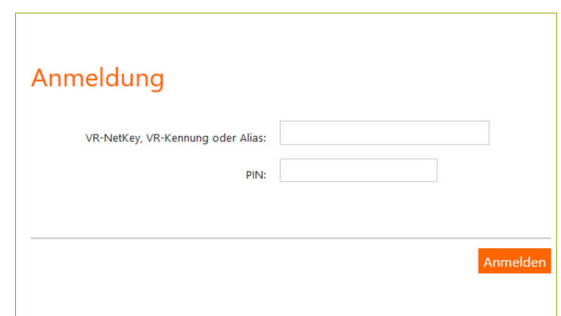 Anmeldung
VR-NetKey, VR-Kennung oder Alias:
PIN:
Anmelden